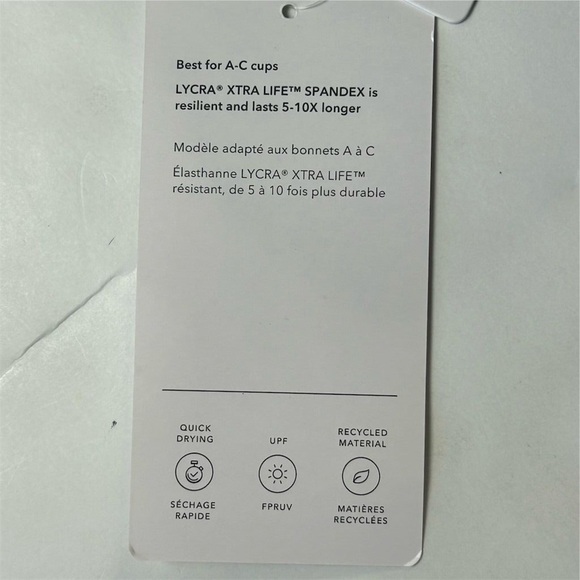 Best for A-C cups
LYCRA® XTRA LIFE™ SPANDEX is
resilient and lasts 5-10X longer
Modèle adapté aux bonnets A à C
Élasthanne LYCRA® XTRA LIFE™
résistant, de 5 à 10 fois plus durable
QUICK
DRYING
SÉCHAGE
RAPIDE
UPF
FPRUV
RECYCLED
MATERIAL
MATIÈRES
RECYCLÉES